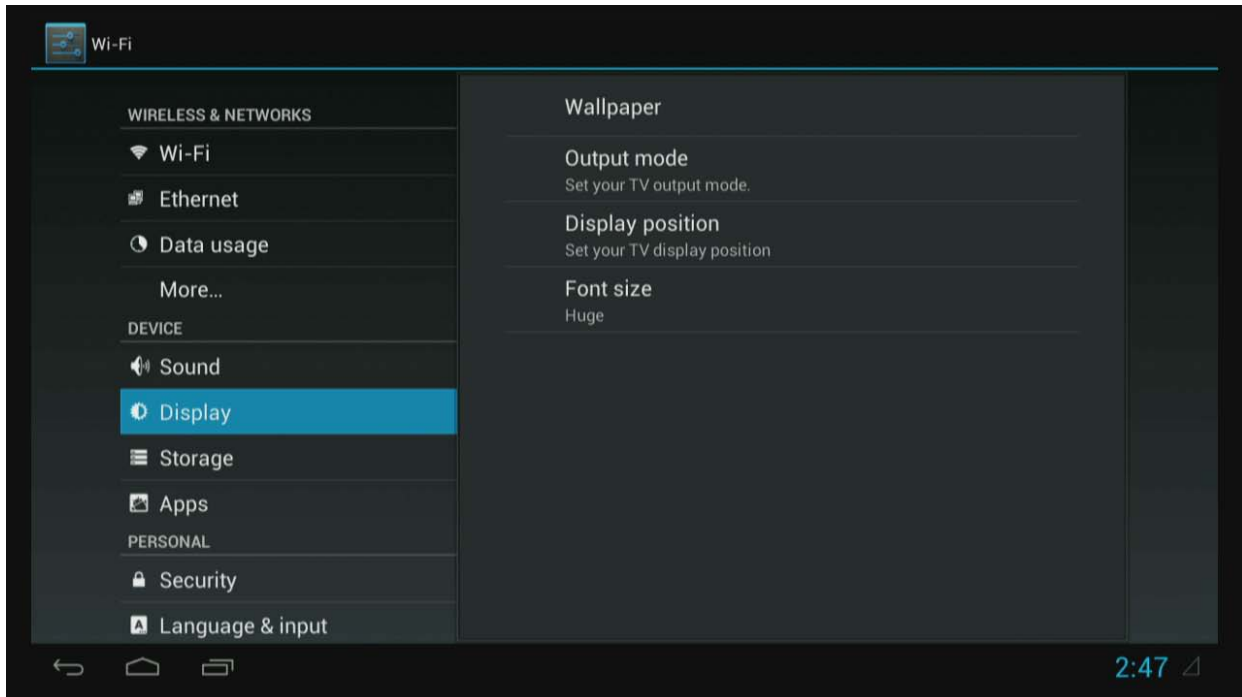 Wi-Fi
WIRELESS & NETWORKS
Wi-Fi
Ethernet
Data usage
More...
DEVICE
Sound
Display
Storage
Apps
PERSONAL
Security
Language & input
Wallpaper
Output mode
Set your TV output mode.
Display position
Set your TV display position
Font size
Huge
2:47